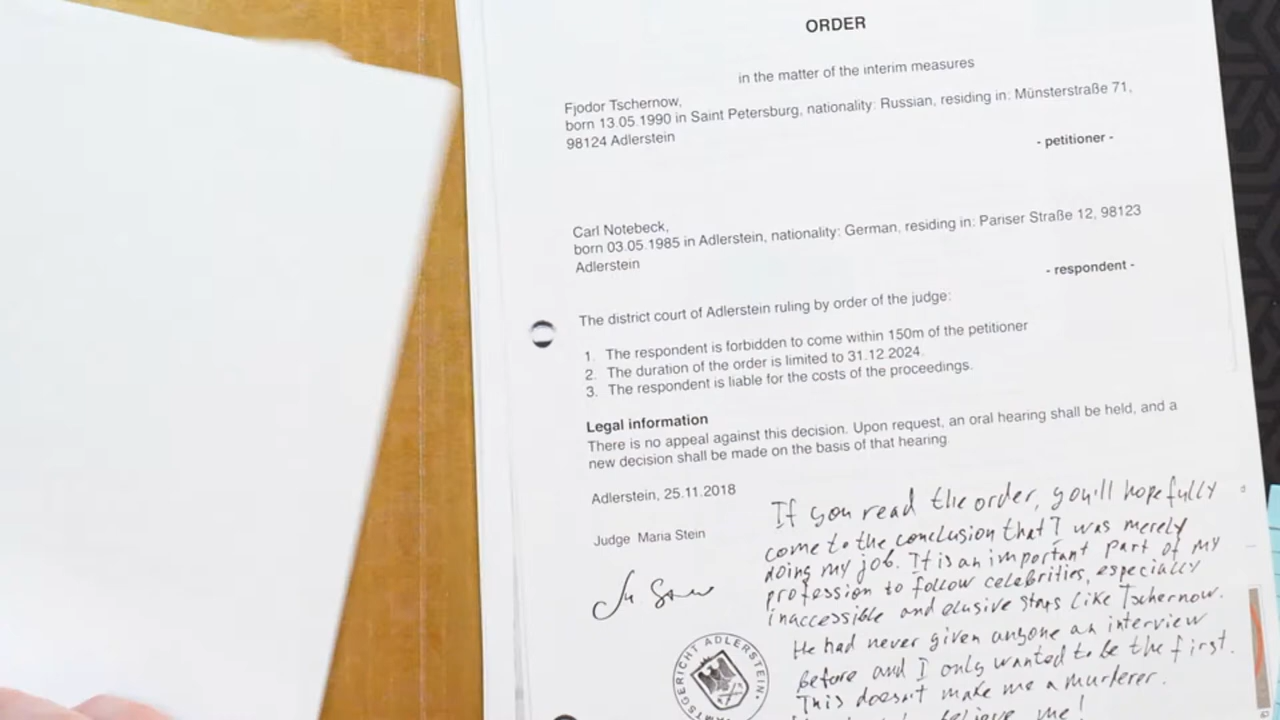 ORDER
in the matter of the interim measures
Fjodor Tschernow,
born 13.05.1990 in Saint Petersburg, nationality: Russian, residing in: Münsterstraße 71,
98124 Adlerstein
- petitioner -
Carl Notebeck,
born 03.05.1985 in Adlerstein, nationality: German, residing in: Pariser Straße 12, 98123
Adlerstein
- respondent -
The district court of Adlerstein ruling by order of the judge:
1. The respondent is forbidden to come within 150m of the petitioner
2. The duration of the order is limited to 31.12.2024.
3. The respondent is liable for the costs of the proceedings.
Legal information
There is no appeal against this decision. Upon request, an oral hearing shall be held, and a
new decision shall be made on the basis of that hearing.
Adlerstein, 25.11.2018
Judge Maria Stein
If you read the order, you'll hopefully
come to the conclusion that I was merely
doing my job. It is an important part of my
profession to follow celebrities, especially
inaccessible and elusive stars like Tschernow.
He had never given anyone an interview
before and I only wanted to be the first.
This doesn't make me a murderer.
believe me!
AMTSGERICHT ADLERSTEIN